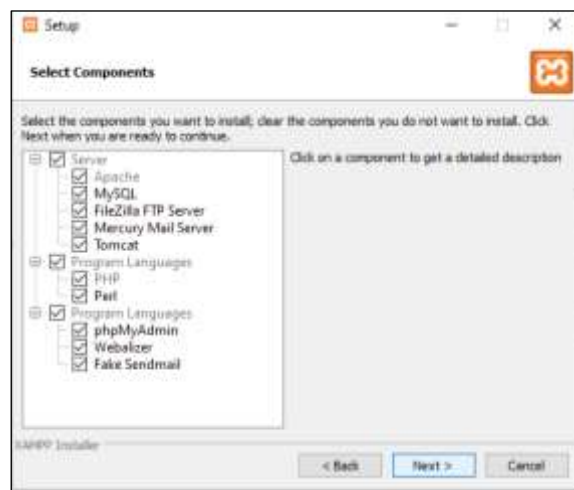 Setup
Select Components
Select the components you want to install; clear the components you do not want to install. Click
Next when you are ready to continue.
Click on a component to get a detailed description
Server
Apache
MySQL
FileZilla FTP Server
Mercury Mail Server
Tomcat
Program Languages
PHP
Perl
Program Languages
phpMyAdmin
Webalizer
Fake Sendmail
XAMPP Installer
< Back
Next >
Cancel